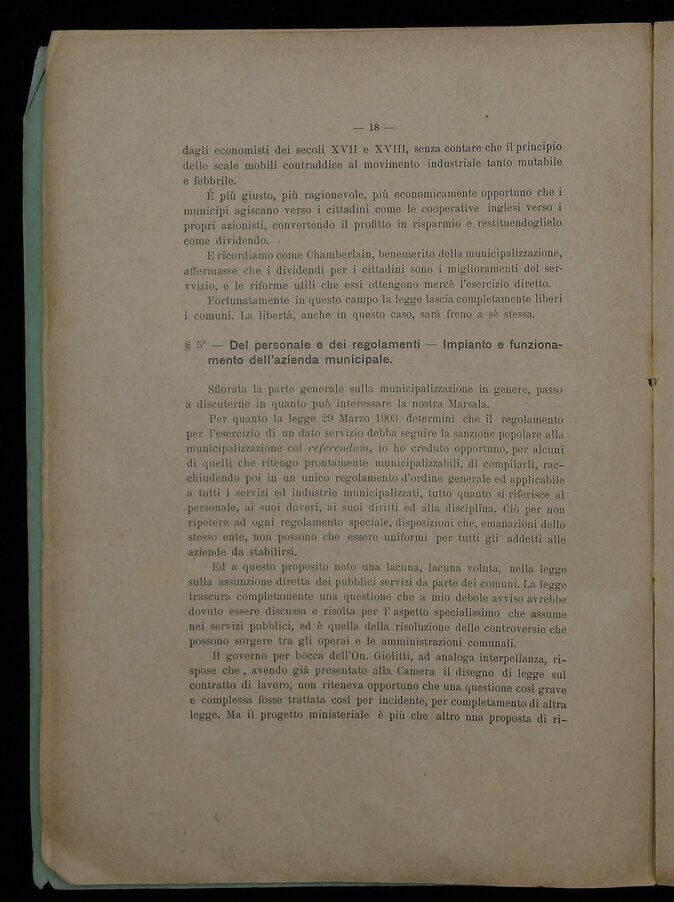 — 18 —
dagli economisti dei secoli XVII e XVIII, senza contare che il principio
delle scale mobili contraddice al movimento industriale tanto mutabile
e febbrile.
È più giusto, più ragionevole, più economicamente opportuno che i
municipi agiscano verso i cittadini come le cooperative inglesi verso i
propri azionisti, convertendo il profitto in risparmio e restituendoglielo
come dividendo.
E ricordiamo come Chamberlain, benemerito della municipalizzazione,
affermasse che i dividendi per i cittadini sono i miglioramenti del ser-
vvizio, e le riforme utili che essi ottengono mercè l'esercizio diretto.
Fortunatamente in questo campo la legge lascia completamente liberi
i comuni. La libertà, anche in questo caso, sarà freno a sè stessa.
§ 5° — Del personale e dei regolamenti — Impianto e funziona-
mento dell'azienda municipale.
Sfiorata la parte generale sulla municipalizzazione in genere, passo
a discuterne in quanto può interessare la nostra Marsala.
Per quanto la legge 29 Marzo 1903 determini che il regolamento
per l'esercizio di un dato servizio debba seguire la sanzione popolare alla
municipalizzazione col referendum, io ho creduto opportuno, per alcuni
di quelli che ritengo prontamente municipalizzabili, di compilarli, rac-
chiudendo poi in un unico regolamento d'ordine generale ed applicabile
a tutti i servizi ed industrie municipalizzati, tutto quanto si riferisce al
personale, ai suoi doveri, ai suoi diritti ed alla disciplina. Ciò per non
ripetere ad ogni regolamento speciale, disposizioni che, emanazioni dello
stesso ente, non possono che essere uniformi per tutti gli addetti alle
aziende da stabilirsi.
Ed a questo proposito noto una lacuna, lacuna voluta, nella legge
sulla assunzione diretta dei pubblici servizi da parte dei comuni. La legge
trascura completamente una questione che a mio debole avviso avrebbe
dovuto essere discussa e risolta per l' aspetto specialissimo che assume
nei servizi pubblici, ed è quella della risoluzione delle controversie che
possono sorgere tra gli operai e le amministrazioni comunali.
Il governo per bocca dell'On. Giolitti, ad analoga interpellanza, ri-
spose che , avendo già presentato alla Camera il disegno di legge sul
contratto di lavoro, non riteneva opportuno che una questione così grave
e complessa fosse trattata così per incidente, per completamento di altra
legge. Ma il progetto ministeriale è più che altro una proposta di ri-